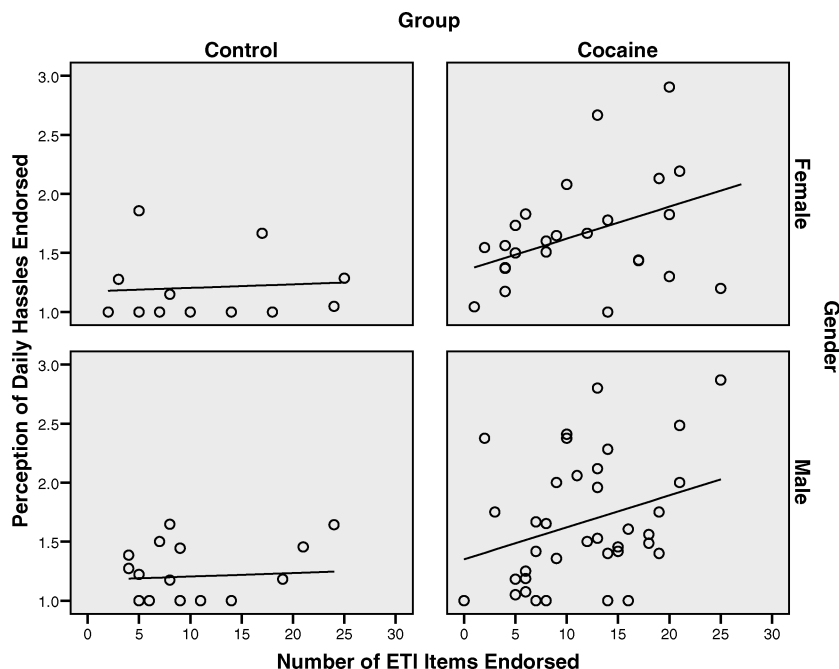 Group
Control Cocaine
3.0
2.5
2.0
1.5
1.0
Female
3.0
2.5
2.0
1.5
1.0
Male
Perception of Daily Hassles Endorsed
Gender
0 5 10 15 20 25 30 0 5 10 15 20 25 30
Number of ETI Items Endorsed